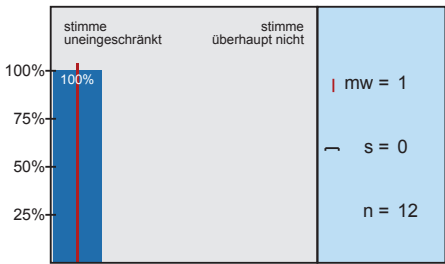 stimme
uneingeschränkt
stimme
überhaupt nicht
100%
100%
75%
50%
25%
mw = 1
s = 0
n = 12